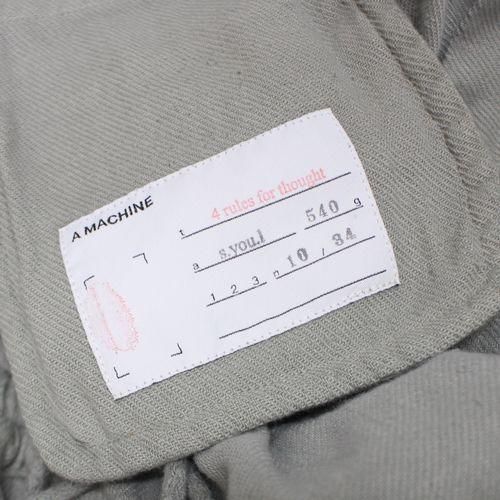 A MACHINE
t 4 rules for thought
a s.you.l 540 g
1 2 3 n 10 / 34